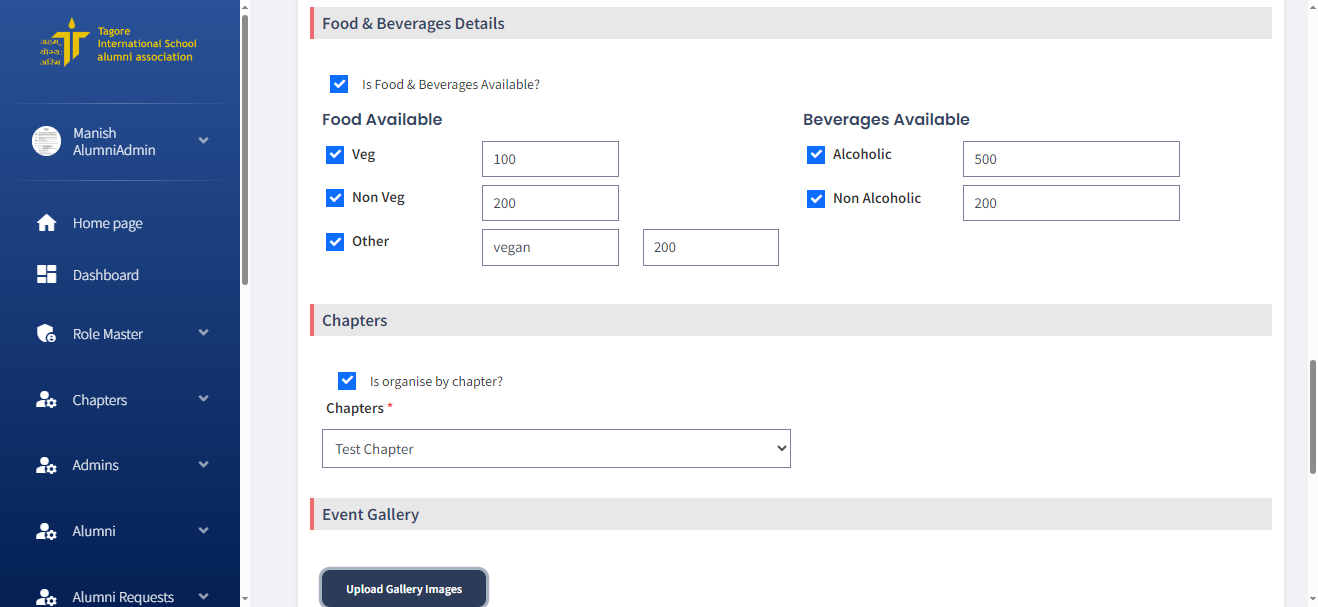 अहम्
योग्यः
अस्मि
Tagore
International School
alumni association
Manish
AlumniAdmin
Home page
Dashboard
Role Master
Chapters
Admins
Alumni
Alumni Requests
Food & Beverages Details
Is Food & Beverages Available?
Food Available
Veg 100
Non Veg 200
Other vegan 200
Beverages Available
Alcoholic 500
Non Alcoholic 200
Chapters
Is organise by chapter?
Chapters *
Test Chapter
Event Gallery
Upload Gallery Images